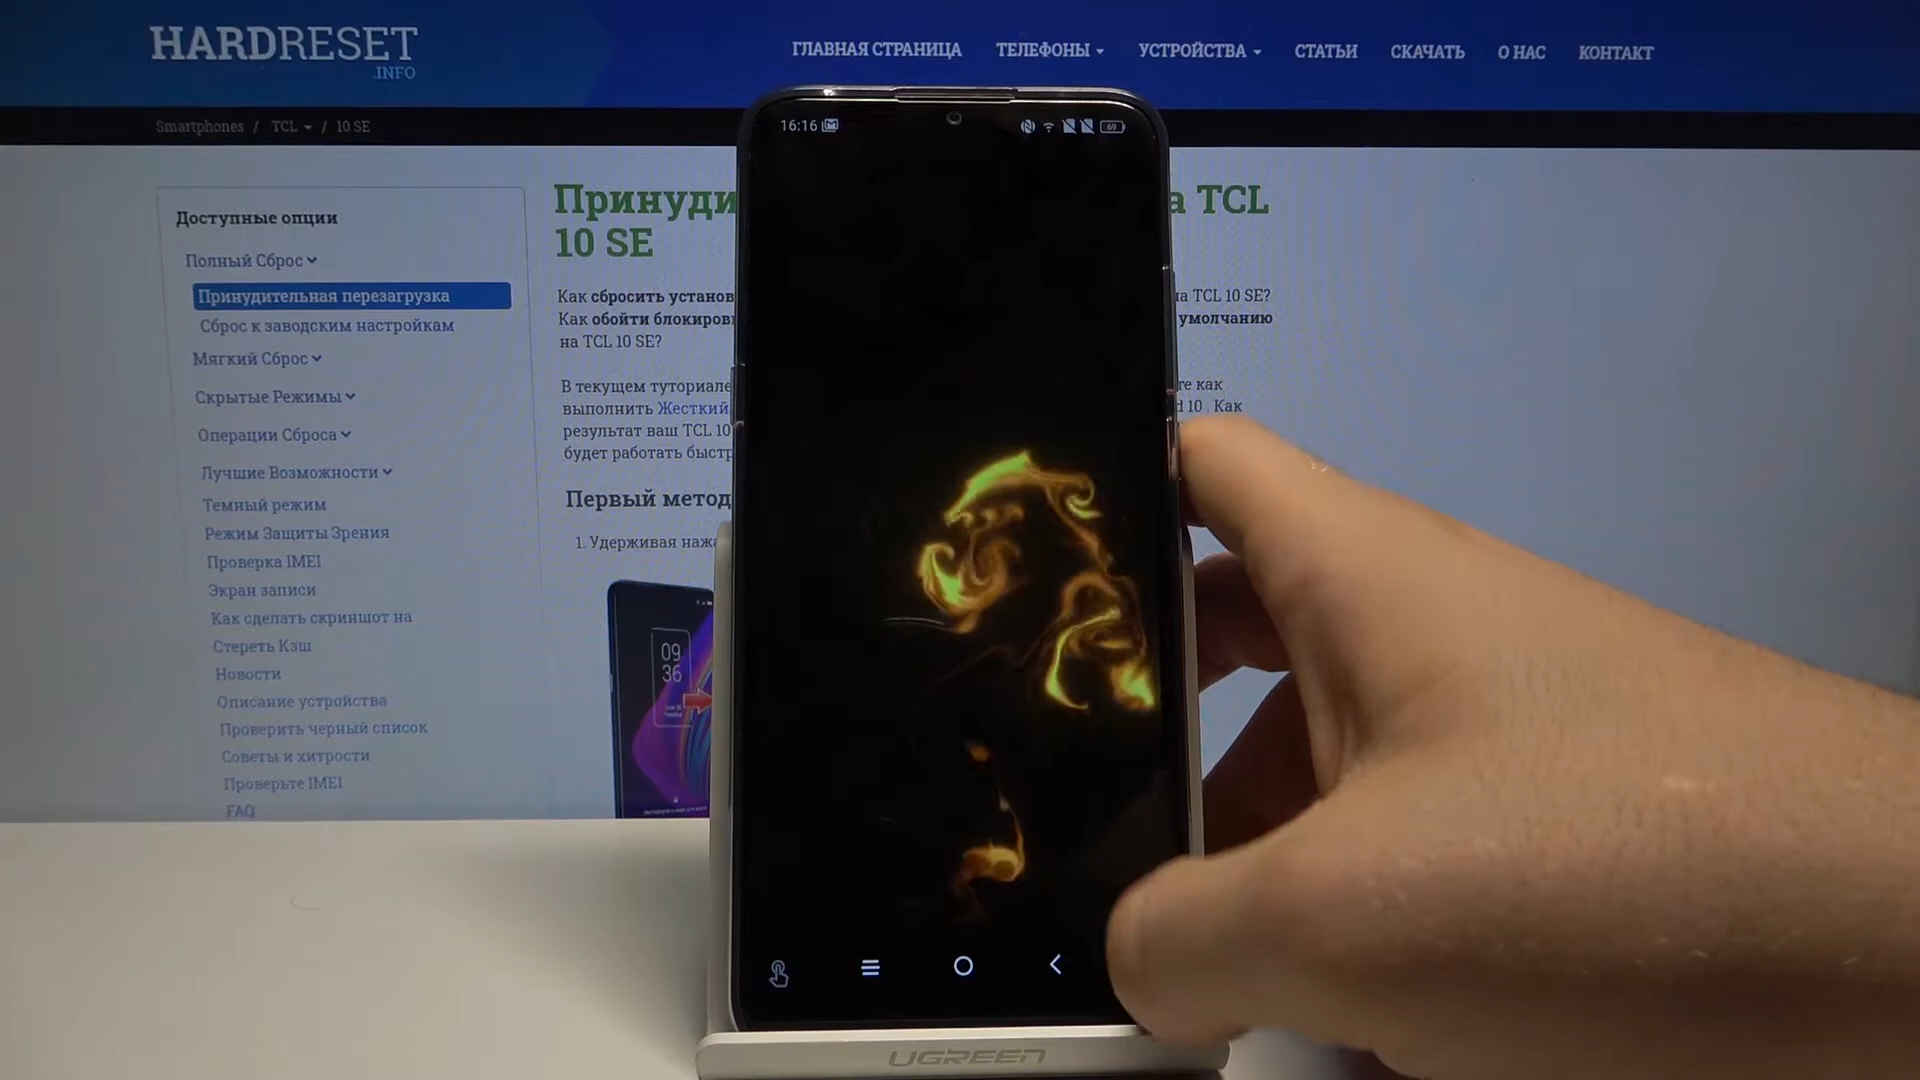 HARDRESET
.INFO
ГЛАВНАЯ СТРАНИЦА
ТЕЛЕФОНЫ
УСТРОЙСТВА
СТАТЬИ
СКАЧАТЬ
О НАС
КОНТАКТ
Smartphones / TCL / 10 SE
16:16
69
Доступные опции
Полный Сброс
Принудительная перезагрузка
Сброс к заводским настройкам
Мягкий Сброс
Скрытые Режимы
Операции Сброса
Лучшие Возможности
Темный режим
Режим Защиты Зрения
Проверка IMEI
Экран записи
Как сделать скриншот на
Стереть Кэш
Новости
Описание устройства
Проверить черный список
Советы и хитрости
Проверьте IMEI
FAQ
Принуди а TCL
10 SE
Как сбросить установ на TCL 10 SE?
Как обойти блокиров умолчанию
на TCL 10 SE?
В текущем туториале те как
выполнить Жесткий d 10 . Как
результат ваш TCL 10
будет работать быстр
Первый метод
1. Удерживая нажа
09
36
UGREEN